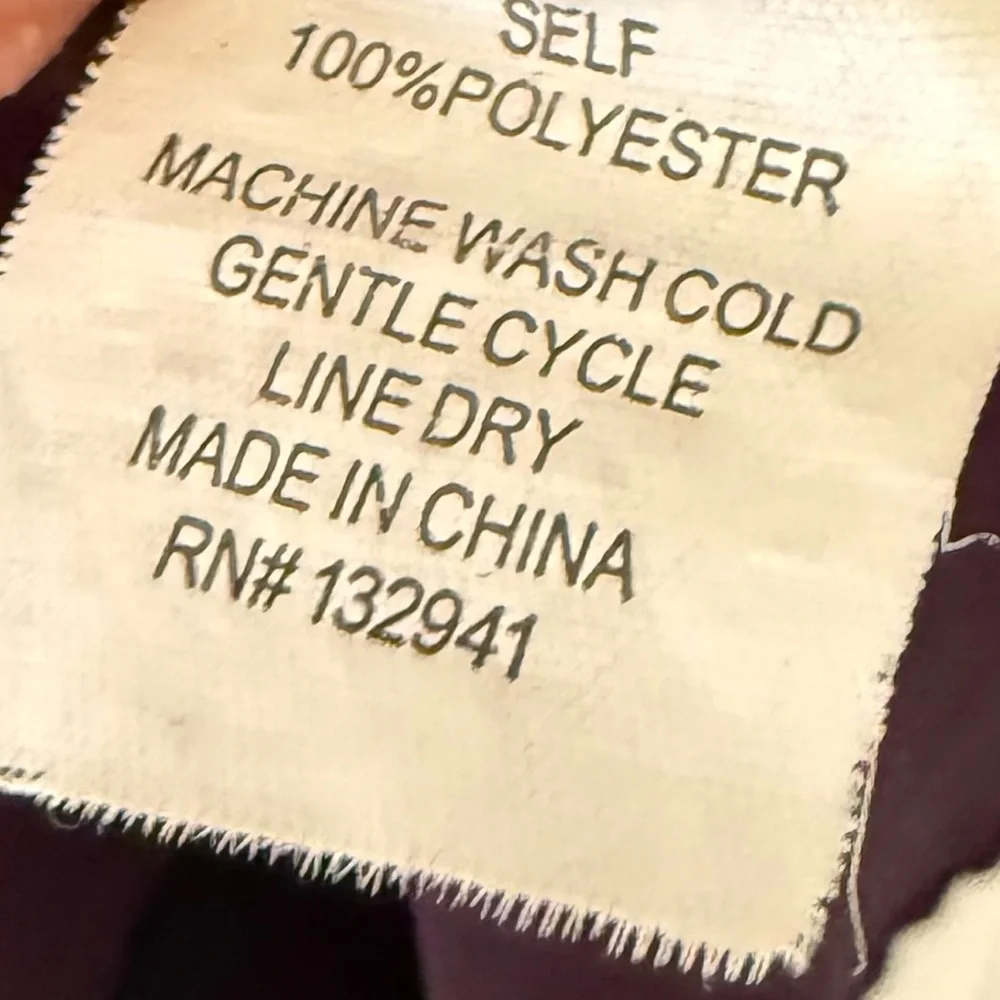 SELF
100%POLYESTER
MACHINE WASH COLD
GENTLE CYCLE
LINE DRY
MADE IN CHINA
RN# 132941